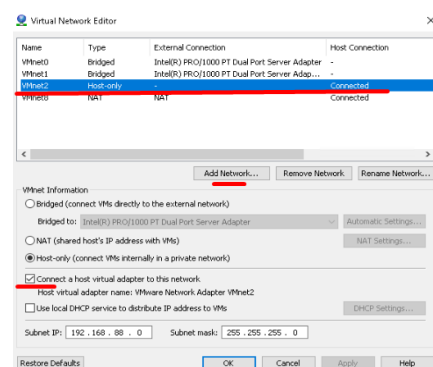 Virtual Network Editor
Name Type External Connection Host Connection
VMnet0 Bridged Intel(R) PRO/1000 PT Dual Port Server Adapter -
VMnet1 Bridged Intel(R) PRO/1000 PT Dual Port Server Adap... -
VMnet2 Host-only - Connected
VMnet8 NAT NAT Connected
Add Network... Remove Network Rename Network...
VMnet Information
Bridged (connect VMs directly to the external network)
Bridged to: Intel(R) PRO/1000 PT Dual Port Server Adapter Automatic Settings...
NAT (shared host's IP address with VMs) NAT Settings...
Host-only (connect VMs internally in a private network)
Connect a host virtual adapter to this network
Host virtual adapter name: VMware Network Adapter VMnet2
Use local DHCP service to distribute IP address to VMs DHCP Settings...
Subnet IP: 192 . 168 . 88 . 0 Subnet mask: 255 . 255 . 255 . 0
Restore Defaults OK Cancel Apply Help